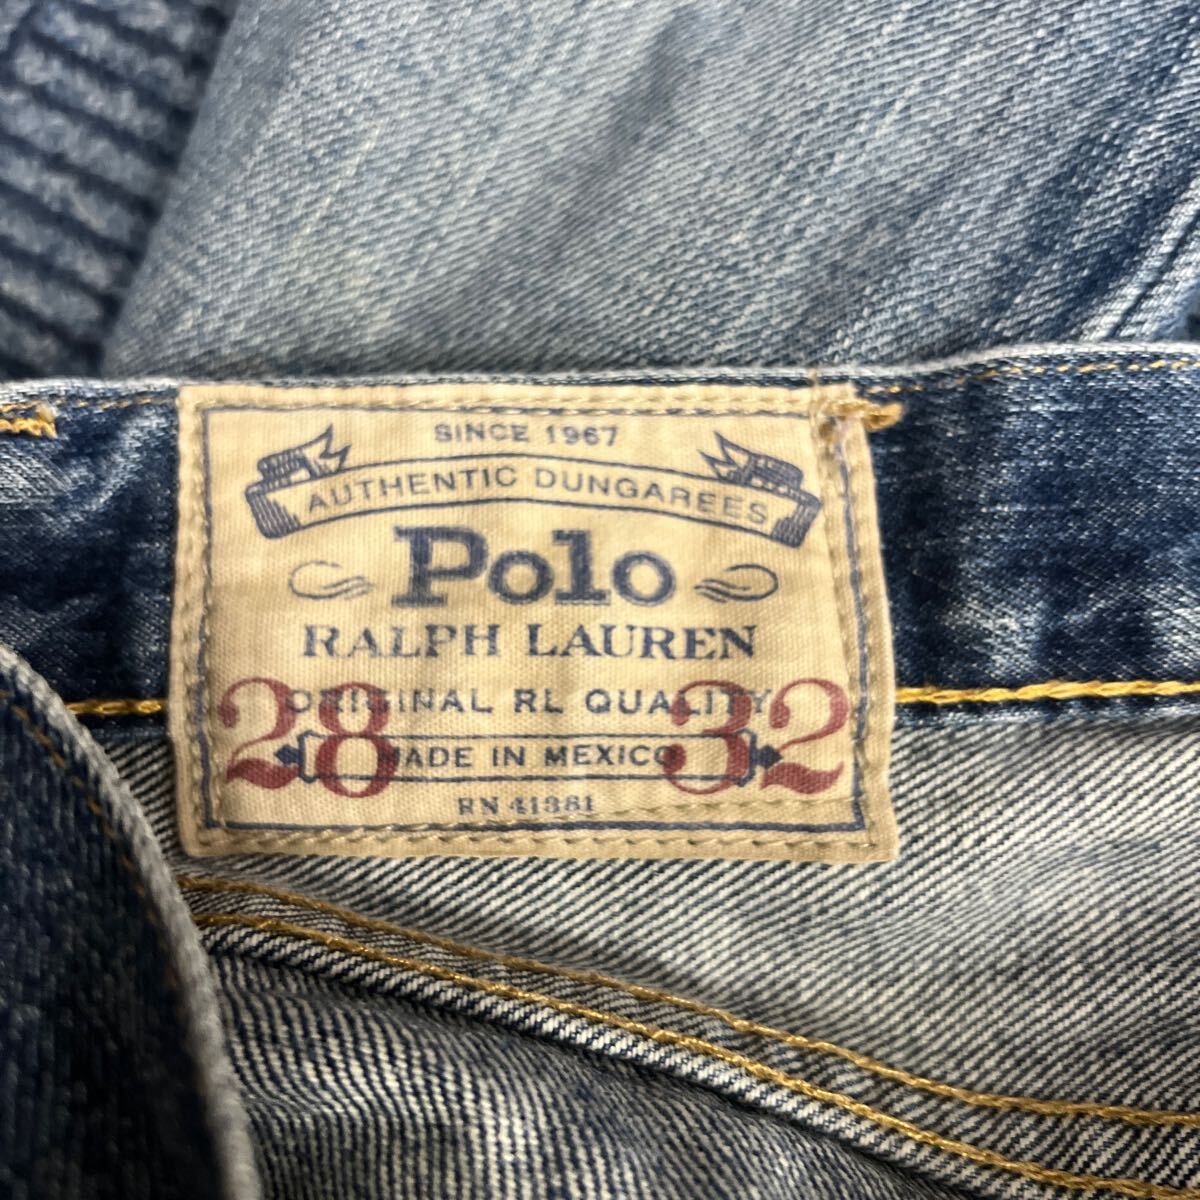 SINCE 1967
AUTHENTIC DUNGAREES
Polo
RALPH LAUREN
ORIGINAL RL QUALITY
28 32
MADE IN MEXICO
RN 41381